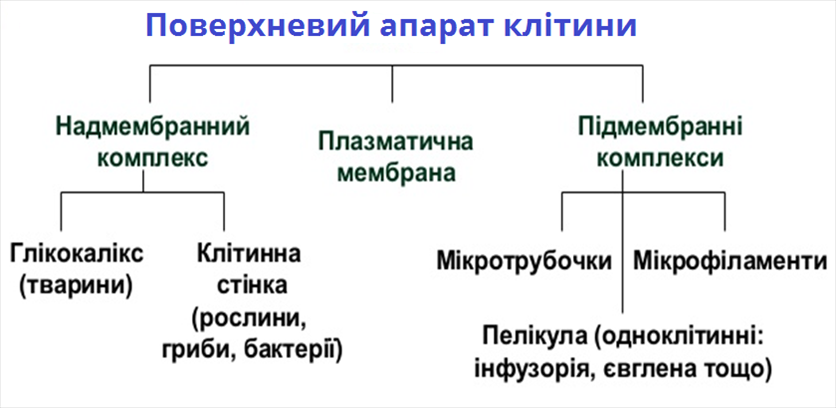 Поверхневий апарат клітини
Надмембранний
комплекс
Плазматична
мембрана
Підмембранні
комплекси
Глікокалікс
(тварини)
Клітинна
стінка
(рослини,
гриби, бактерії)
Мікротрубочки
Мікрофіламенти
Пелікула (одноклітинні:
інфузорія, євглена тощо)